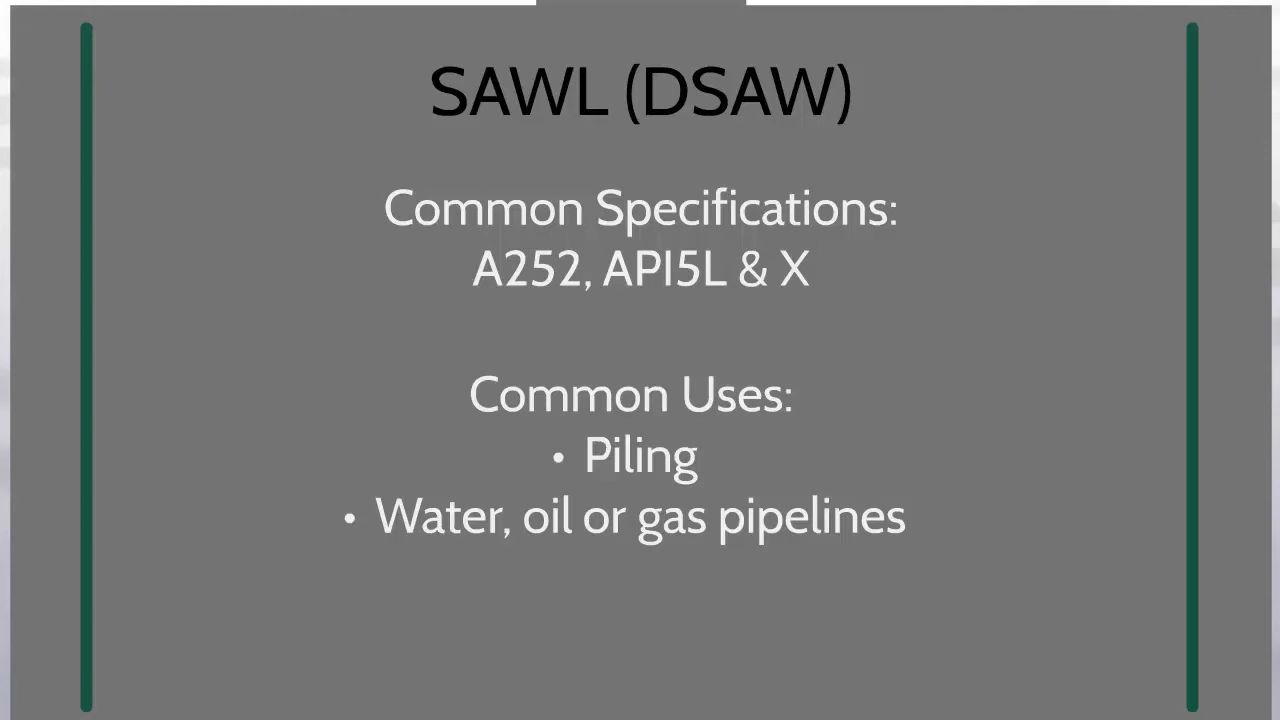 SAWL (DSAW)
Common Specifications:
A252, API5L & X
Common Uses:
• Piling
• Water, oil or gas pipelines